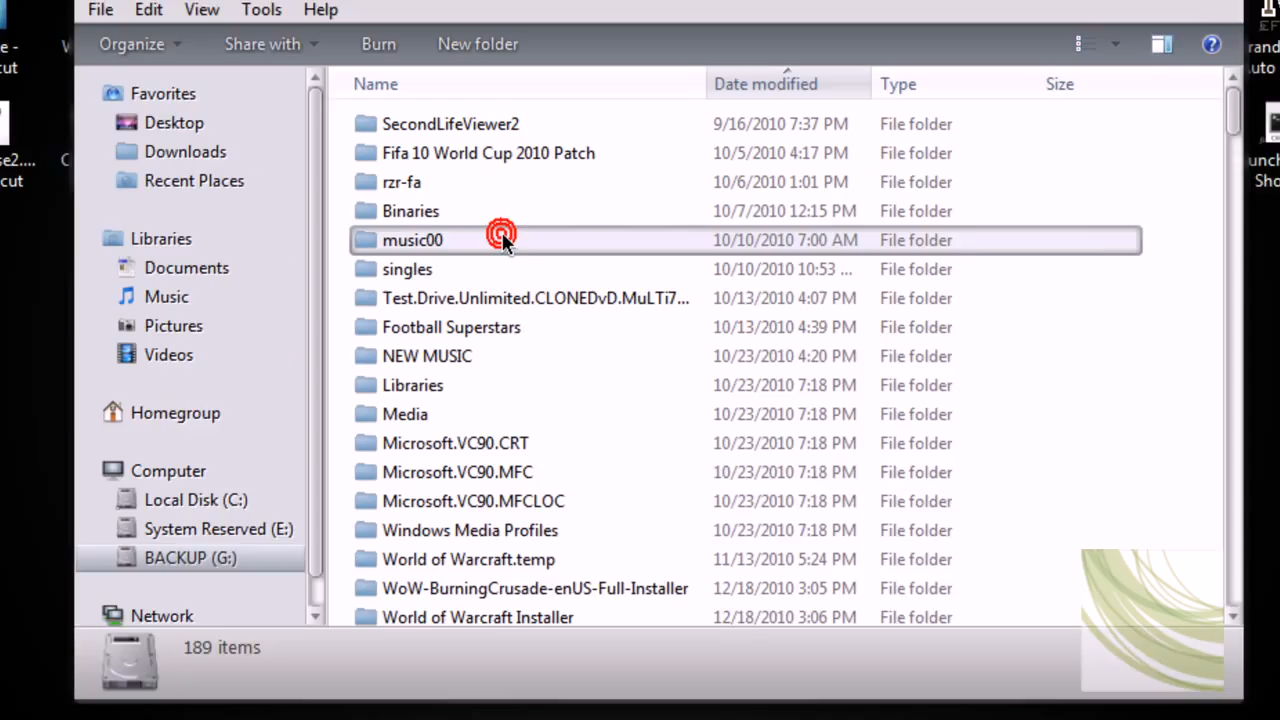 File Edit View Tools Help
Organize Share with Burn New folder
Name Date modified Type Size
Favorites
Desktop
Downloads
Recent Places
Libraries
Documents
Music
Pictures
Videos
Homegroup
Computer
Local Disk (C:)
System Reserved (E:)
BACKUP (G:)
Network
SecondLifeViewer2 9/16/2010 7:37 PM File folder
Fifa 10 World Cup 2010 Patch 10/5/2010 4:17 PM File folder
rzr-fa 10/6/2010 1:01 PM File folder
Binaries 10/7/2010 12:15 PM File folder
music00 10/10/2010 7:00 AM File folder
singles 10/10/2010 10:53 ... File folder
Test.Drive.Unlimited.CLONEDvD.MuLTi7... 10/13/2010 4:07 PM File folder
Football Superstars 10/13/2010 4:39 PM File folder
NEW MUSIC 10/23/2010 4:20 PM File folder
Libraries 10/23/2010 7:18 PM File folder
Media 10/23/2010 7:18 PM File folder
Microsoft.VC90.CRT 10/23/2010 7:18 PM File folder
Microsoft.VC90.MFC 10/23/2010 7:18 PM File folder
Microsoft.VC90.MFCLOC 10/23/2010 7:18 PM File folder
Windows Media Profiles 10/23/2010 7:18 PM File folder
World of Warcraft.temp 11/13/2010 5:24 PM File folder
WoW-BurningCrusade-enUS-Full-Installer 12/18/2010 3:05 PM File folder
World of Warcraft Installer 12/18/2010 3:06 PM File folder
189 items